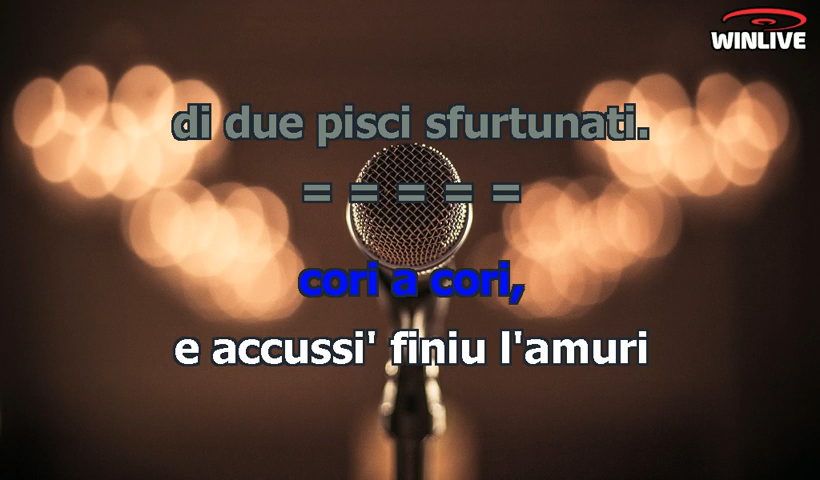 WINLIVE
di due pisci sfurtunati.
= = = = =
cori a cori,
e accussi' finiu l'amuri